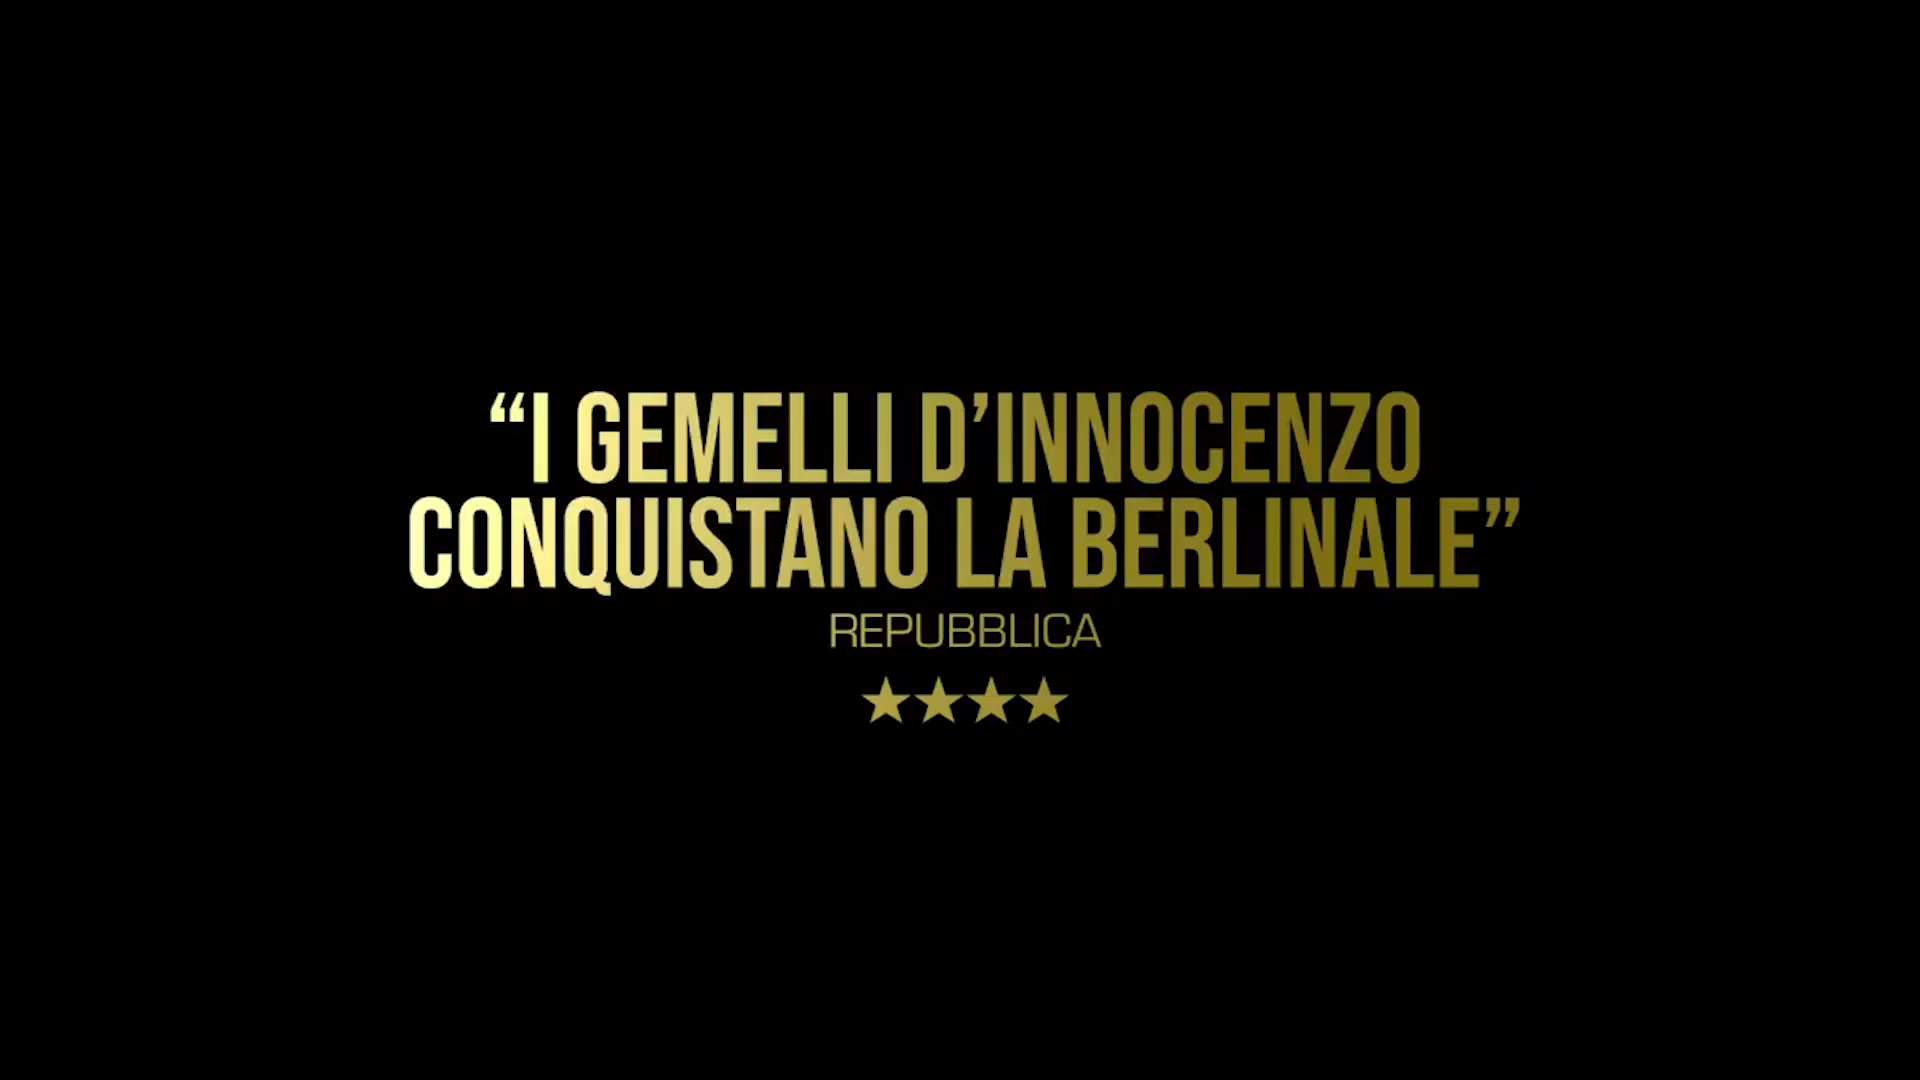 “I GEMELLI D’INNOCENZO
CONQUISTANO LA BERLINALE”
REPUBBLICA
★★★★